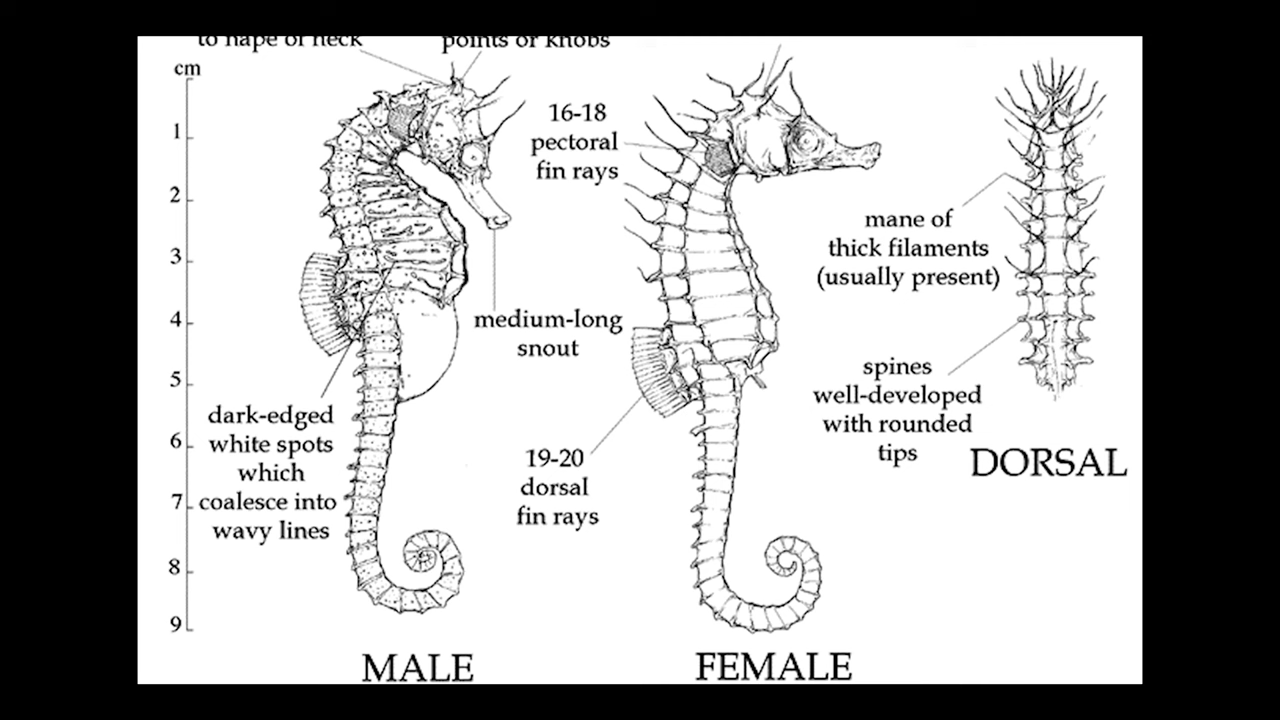 to nape of neck
points or knobs
cm
1
2
3
4
5
6
7
8
9
16-18
pectoral
fin rays
medium-long
snout
dark-edged
white spots
which
coalesce into
wavy lines
19-20
dorsal
fin rays
mane of
thick filaments
(usually present)
spines
well-developed
with rounded
tips
MALE
FEMALE
DORSAL